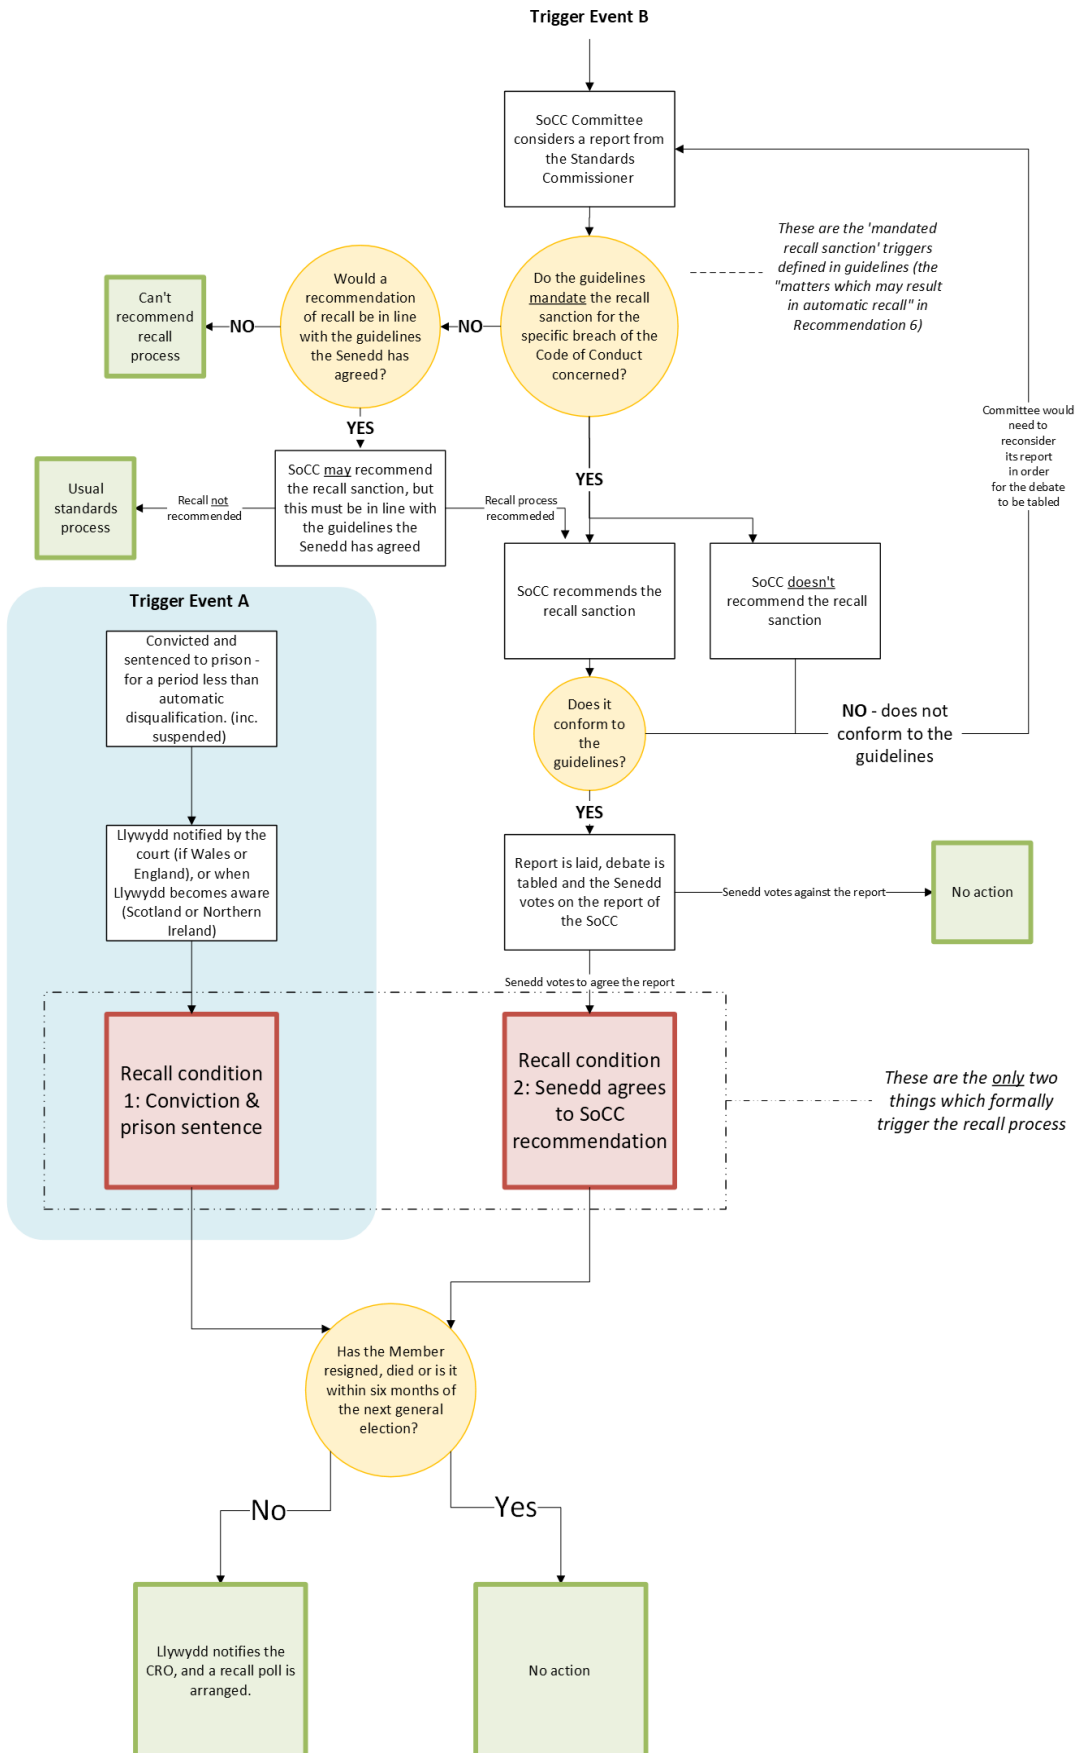 Trigger Event B
SoCC Committee
considers a report from
the Standards
Commissioner
These are the 'mandated
recall sanction' triggers
defined in guidelines (the
"matters which may result
in automatic recall" in
Recommendation 6)
Do the guidelines
mandate the recall
sanction for the
specific breach of the
Code of Conduct
concerned?
NO
Would a
recommendation
of recall be in line
with the guidelines
the Senedd has
agreed?
NO
Can't
recommend
recall
process
YES
SoCC may recommend
the recall sanction, but
this must be in line with
the guidelines the
Senedd has agreed
Recall not
recommended
Usual
standards
process
Recall process
recommeded
YES
SoCC recommends the
recall sanction
SoCC doesn't
recommend the recall
sanction
Committee would
need to
reconsider
its report
in order
for the debate
to be tabled
Does it
conform to
the
guidelines?
NO - does not
conform to the
guidelines
YES
Report is laid, debate is
tabled and the Senedd
votes on the report of
the SoCC
Senedd votes against the report
No action
Senedd votes to agree the report
Trigger Event A
Convicted and
sentenced to prison -
for a period less than
automatic
disqualification. (inc.
suspended)
Llywydd notified by the
court (if Wales or
England), or when
Llywydd becomes aware
(Scotland or Northern
Ireland)
Recall condition
1: Conviction &
prison sentence
Recall condition
2: Senedd agrees
to SoCC
recommendation
These are the only two
things which formally
trigger the recall process
Has the Member
resigned, died or is it
within six months of
the next general
election?
No
Yes
Llywydd notifies the
CRO, and a recall poll is
arranged.
No action